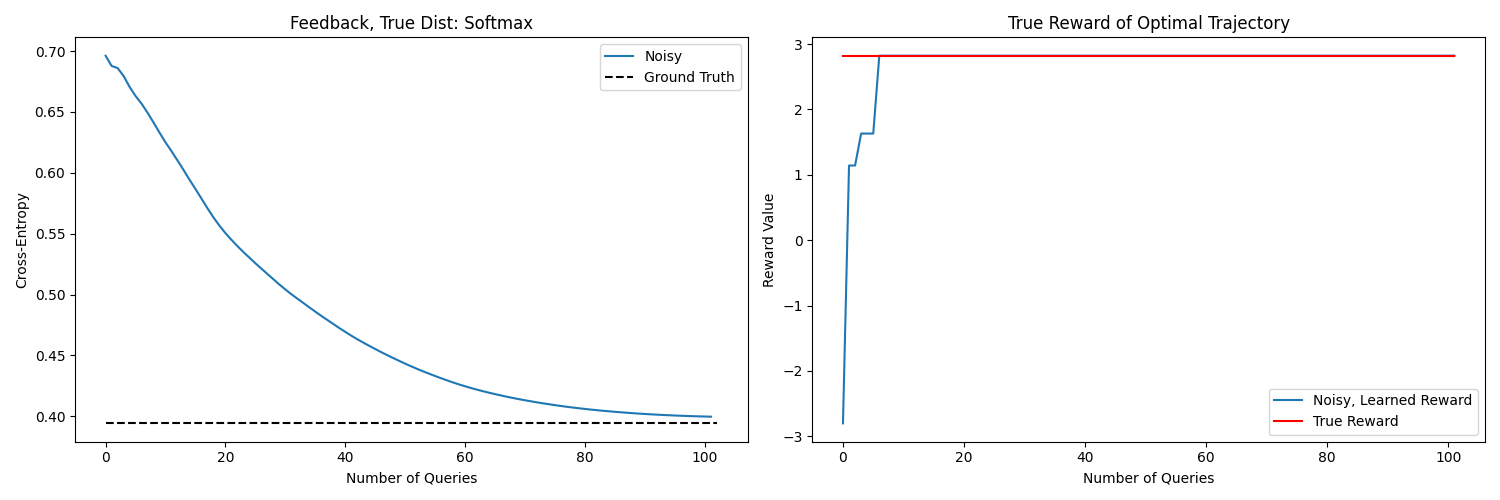 Feedback, True Dist: Softmax
Noisy
Ground Truth
0.70
0.65
0.60
0.55
0.50
0.45
0.40
Cross-Entropy
0
20
40
60
80
100
Number of Queries
True Reward of Optimal Trajectory
3
2
1
0
−1
−2
−3
Reward Value
Noisy, Learned Reward
True Reward
0
20
40
60
80
100
Number of Queries